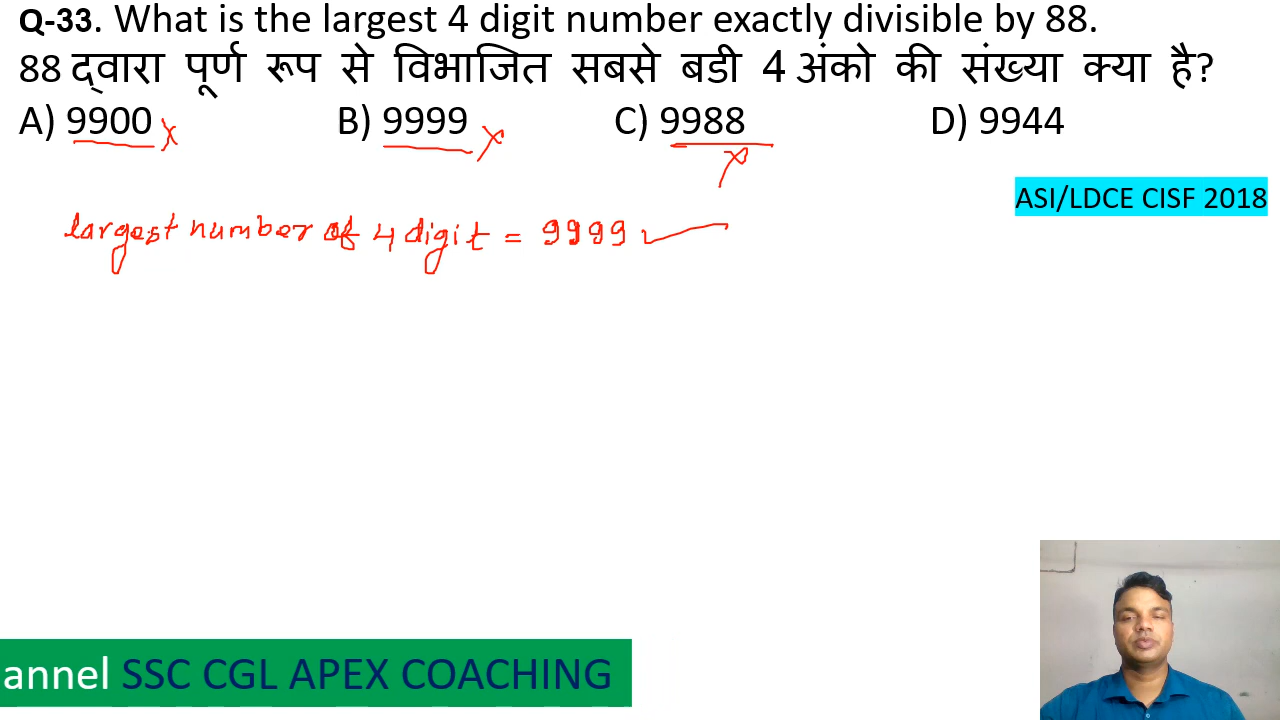 Q-33. What is the largest 4 digit number exactly divisible by 88.
88 द्वारा पूर्ण रूप से विभाजित सबसे बडी 4 अंको की संख्या क्या है?
A) 9900 x B) 9999 x C) 9988 x D) 9944
ASI/LDCE CISF 2018
largest number of 4 digit = 9999
annel SSC CGL APEX COACHING